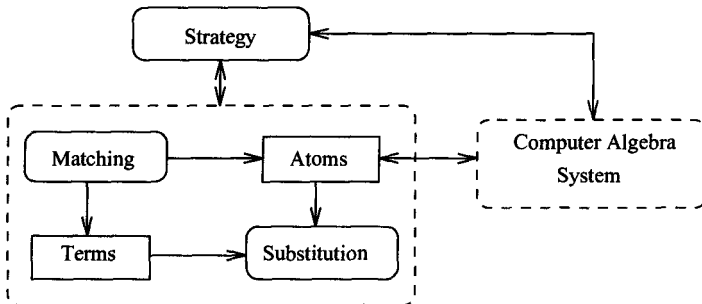 Strategy
Matching
Atoms
Computer Algebra
System
Terms
Substitution